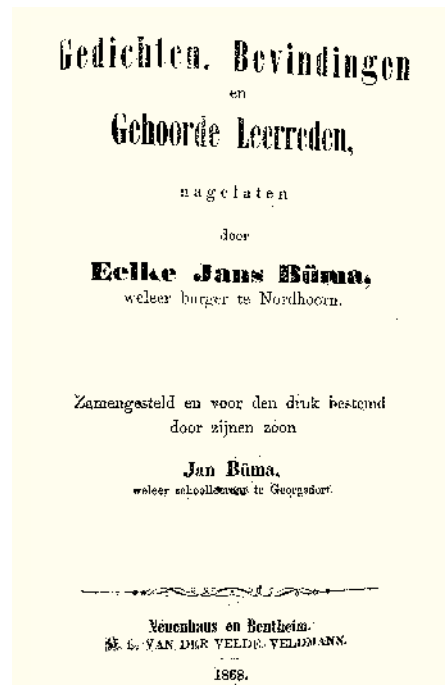 Gedichten, Bevindingen
en
Gehoorde Leerreden,
nagelaten
door
Eelke Jans Büma,
weleer burger te Nordhoorn.
Zamengesteld en voor den druk bestemd
door zijnen zoon
Jan Büma,
weleer te Georgsdorf.
Neuenhaus en Bentheim.
VAN DER VELDE VELDMANN.
1868.